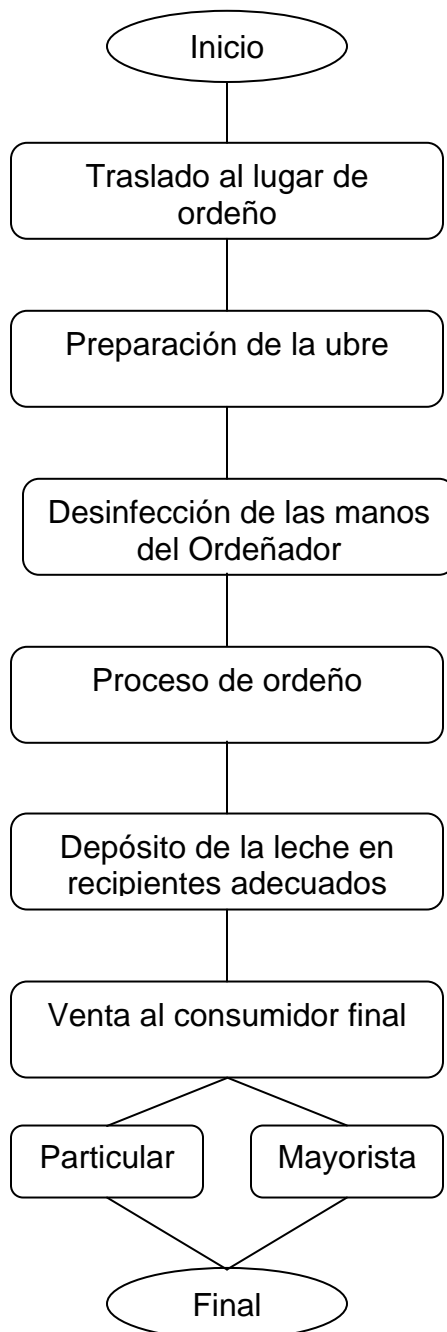 Inicio
Traslado al lugar de
ordeño
Preparación de la ubre
Desinfección de las manos
del Ordeñador
Proceso de ordeño
Depósito de la leche en
recipientes adecuados
Venta al consumidor final
Particular
Mayorista
Final